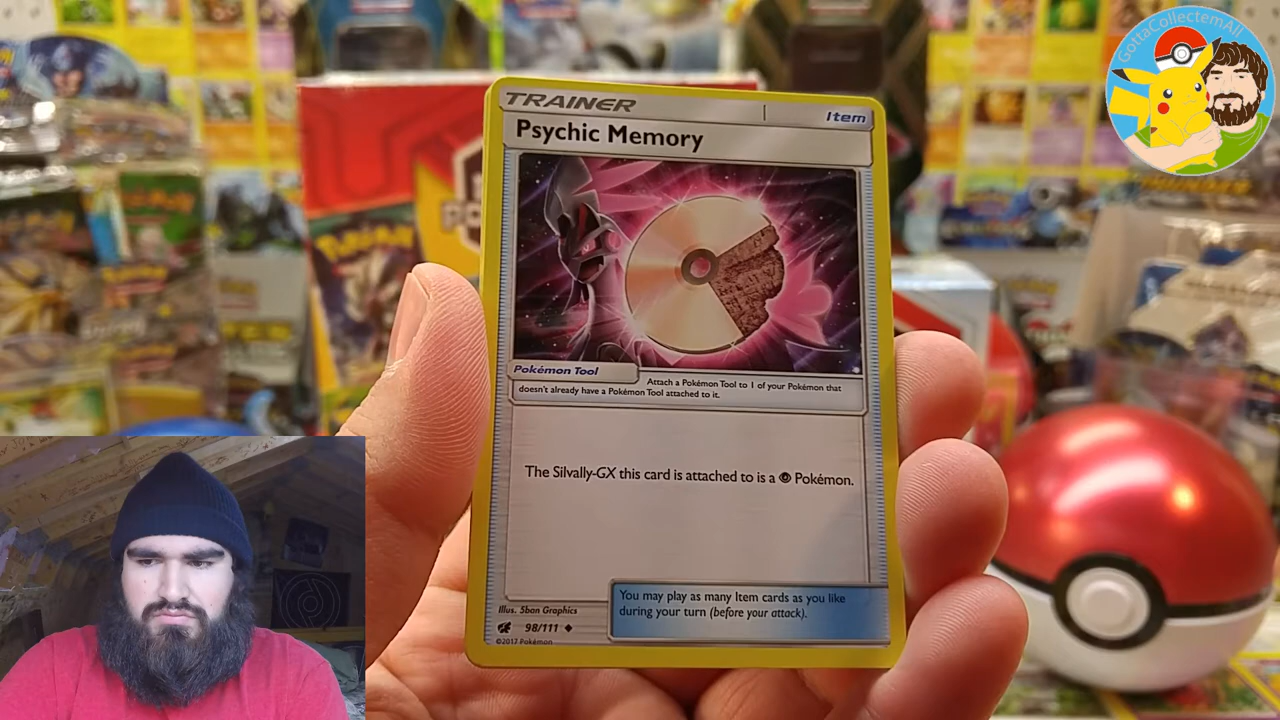 GottaCollectemAll
TRAINER
Item
Psychic Memory
Pokémon Tool
Attach a Pokémon Tool to 1 of your Pokémon that
doesn't already have a Pokémon Tool attached to it.
The Silvally-GX this card is attached to is a Pokémon.
You may play as many Item cards as you like
during your turn (before your attack).
Illus. 5ban Graphics
98/111
©2017 Pokémon